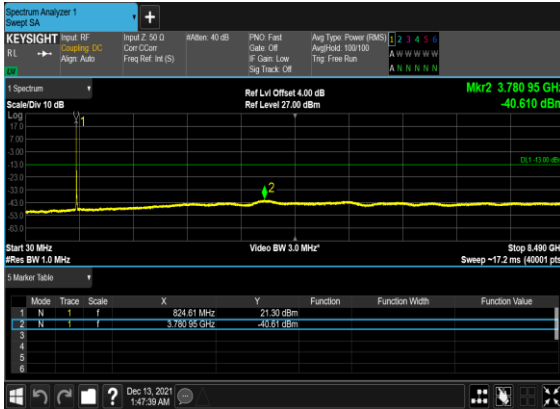 Spectrum Analyzer 1
Swept SA
KEYSIGHT
RL
Input: RF
Coupling: DC
Align: Auto
Input Z: 50 Ω
Corr CCorr
Freq Ref: Int (S)
#Atten: 40 dB
PNO: Fast
Gate: Off
IF Gain: Low
Sig Track: Off
Avg Type: Power (RMS)
Avg|Hold: 100/100
Trig: Free Run
1 2 3 4 5 6
A W W W W W
A N N N N N
1 Spectrum
Scale/Div 10 dB
Ref Lvl Offset 4.00 dB
Ref Level 27.00 dBm
Mkr2 3.780 95 GHz
-40.610 dBm
Log
17.0
7.00
-3.00
-13.0
-23.0
-33.0
-43.0
-53.0
-63.0
1
2
DL1 -13.00 dBm
Start 30 MHz
#Res BW 1.0 MHz
Video BW 3.0 MHz*
Stop 8.490 GHz
Sweep ~17.2 ms (40001 pts)
5 Marker Table
Mode Trace Scale X Y Function Function Width Function Value
1 N 1 f 824.61 MHz 21.30 dBm
2 N 1 f 3.780 95 GHz -40.61 dBm
3
4
5
6
Dec 13, 2021
1:47:39 AM